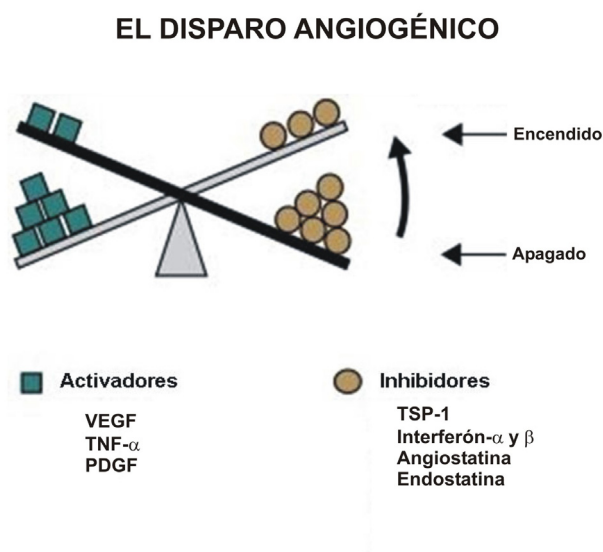 EL DISPARO ANGIOGÉNICO
Encendido
Apagado
Activadores
VEGF
TNF-α
PDGF
Inhibidores
TSP-1
Interferón-α y β
Angiostatina
Endostatina